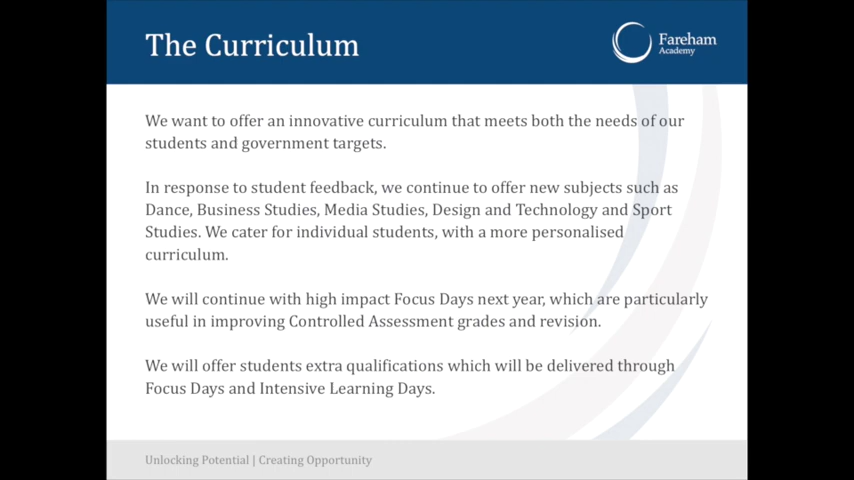 The Curriculum
Fareham
Academy
We want to offer an innovative curriculum that meets both the needs of our
students and government targets.
In response to student feedback, we continue to offer new subjects such as
Dance, Business Studies, Media Studies, Design and Technology and Sport
Studies. We cater for individual students, with a more personalised
curriculum.
We will continue with high impact Focus Days next year, which are particularly
useful in improving Controlled Assessment grades and revision.
We will offer students extra qualifications which will be delivered through
Focus Days and Intensive Learning Days.
Unlocking Potential | Creating Opportunity